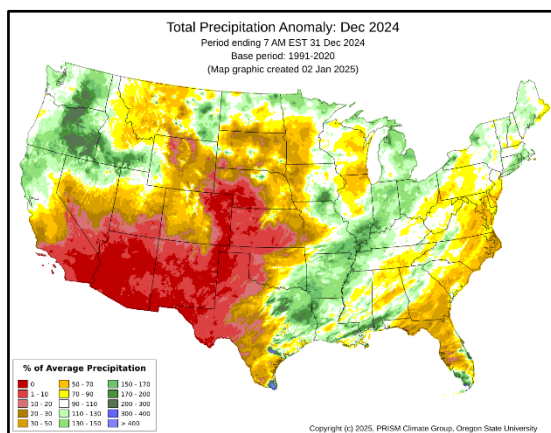 Total Precipitation Anomaly: Dec 2024
Period ending 7 AM EST 31 Dec 2024
Base period: 1991-2020
(Map graphic created 02 Jan 2025)
% of Average Precipitation
0 50 - 70 150 - 170
1 - 10 70 - 90 170 - 200
10 - 20 90 - 110 200 - 300
20 - 30 110 - 130 300 - 400
30 - 50 130 - 150 > 400
Copyright (c) 2025, PRISM Climate Group, Oregon State University